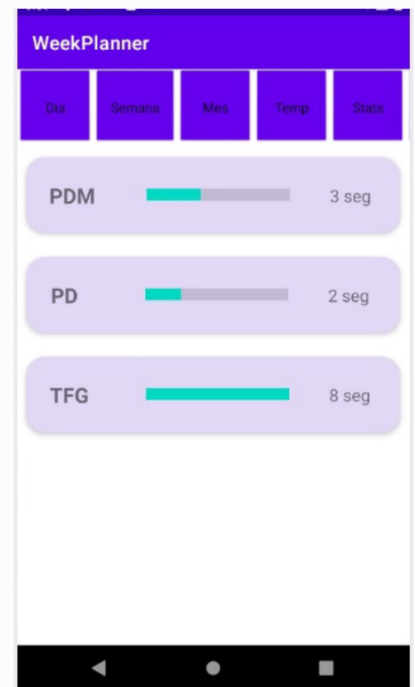 WeekPlanner
Dia Semana Mes Temp Stats
PDM 3 seg
PD 2 seg
TFG 8 seg